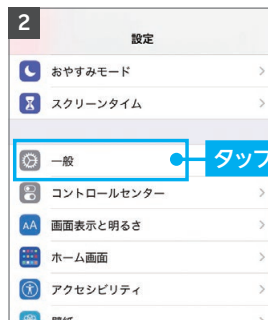 2
設定
おやすみモード
スクリーンタイム
一般
タップ
コントロールセンター
AA 画面表示と明るさ
ホーム画面
アクセシビリティ